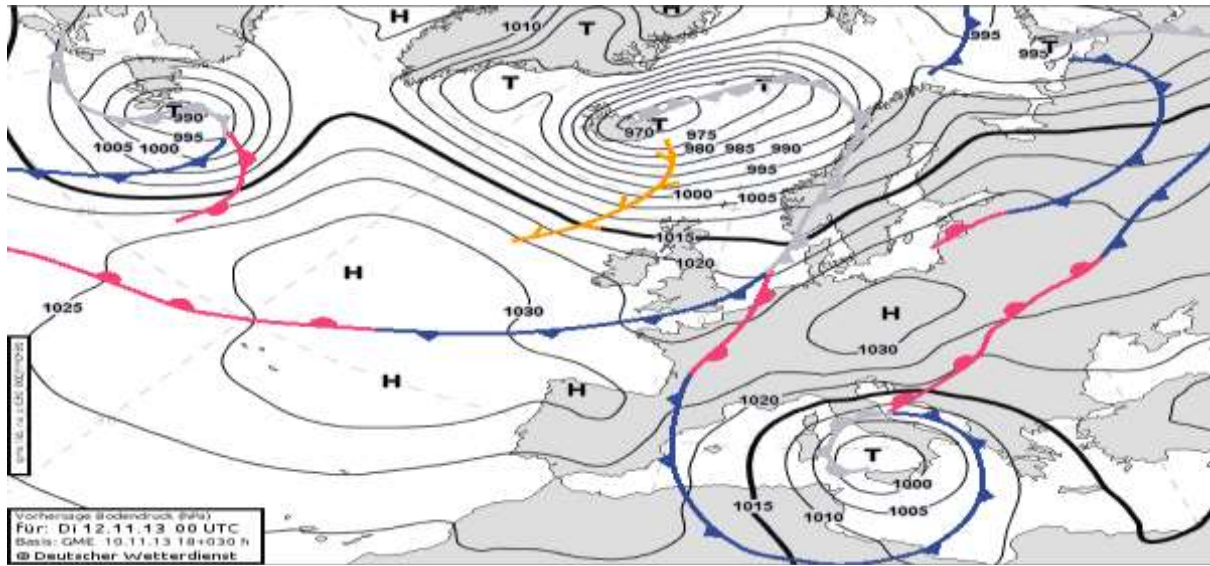 H
H
1010
T
995
T
995
T
T
T
990
970
T
975
995
980
985
990
1005
1000
995
1000
1005
1015
1020
H
1025
1030
H
1030
H
H
1020
T
1000
1015
1010
1005
Vorhersage Bodendruck (hPa)
Für: Di 12.11.13 00 UTC
Basis: GME 10.11.13 18+030 h
© Deutscher Wetterdienst